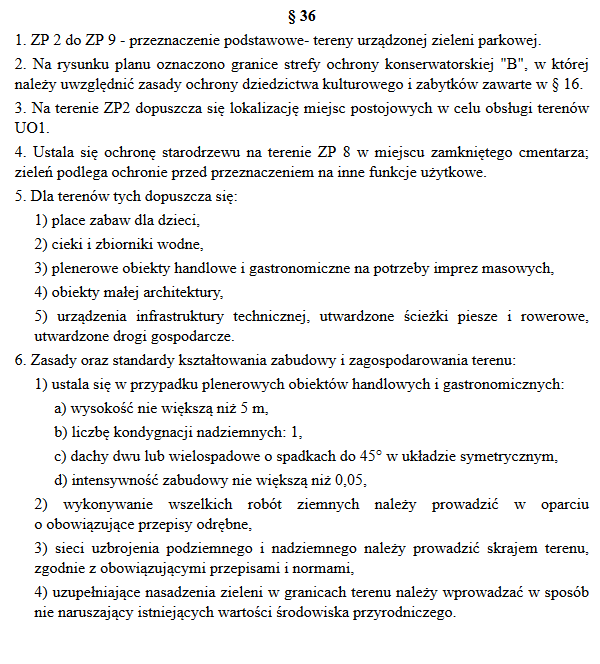 § 36
1. ZP 2 do ZP 9 - przeznaczenie podstawowe- tereny urządzonej zieleni parkowej.
2. Na rysunku planu oznaczono granice strefy ochrony konserwatorskiej "B", w której
należy uwzględnić zasady ochrony dziedzictwa kulturowego i zabytków zawarte w § 16.
3. Na terenie ZP2 dopuszcza się lokalizację miejsc postojowych w celu obsługi terenów
UO1.
4. Ustala się ochronę starodrzewu na terenie ZP 8 w miejscu zamkniętego cmentarza;
zieleń podlega ochronie przed przeznaczeniem na inne funkcje użytkowe.
5. Dla terenów tych dopuszcza się:
1) place zabaw dla dzieci,
2) cieki i zbiorniki wodne,
3) plenerowe obiekty handlowe i gastronomiczne na potrzeby imprez masowych,
4) obiekty małej architektury,
5) urządzenia infrastruktury technicznej, utwardzone ścieżki piesze i rowerowe,
utwardzone drogi gospodarcze.
6. Zasady oraz standardy kształtowania zabudowy i zagospodarowania terenu:
1) ustala się w przypadku plenerowych obiektów handlowych i gastronomicznych:
a) wysokość nie większą niż 5 m,
b) liczbę kondygnacji nadziemnych: 1,
c) dachy dwu lub wielospadowe o spadkach do 45° w układzie symetrycznym,
d) intensywność zabudowy nie większą niż 0,05,
2) wykonywanie wszelkich robót ziemnych należy prowadzić w oparciu
o obowiązujące przepisy odrębne,
3) sieci uzbrojenia podziemnego i nadziemnego należy prowadzić skrajem terenu,
zgodnie z obowiązującymi przepisami i normami,
4) uzupełniające nasadzenia zieleni w granicach terenu należy wprowadzać w sposób
nie naruszający istniejących wartości środowiska przyrodniczego.